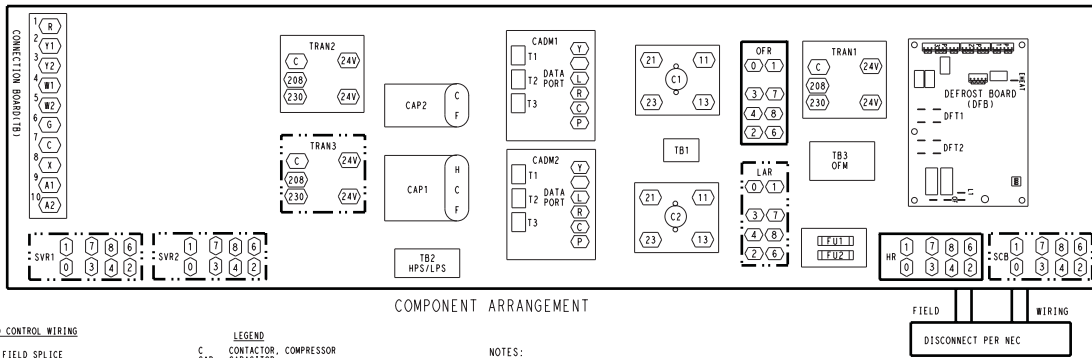 CONNECTION BOARD(TB)
1 R
2 Y1
3 Y2
4 W1
5 W2
6 G
7 C
8 X
9 A1
10 A2
SVR1
1 7 8 6
0 3 4 2
SVR2
1 7 8 6
0 3 4 2
TRAN2
C 24V
208
230 24V
TRAN3
C 24V
208
230 24V
CAP2
C
F
CAP1
H
C
F
TB2
HPS/LPS
CADM1
T1
T2
T3
DATA
PORT
Y
L
R
C
P
CADM2
T1
T2
T3
DATA
PORT
Y
L
R
C
P
21 11
C1
23 13
TB1
21 11
C2
23 13
OFR
0 1
3 7
4 8
2 6
LAR
0 1
3 7
4 8
2 6
TRAN1
C 24V
208
230 24V
TB3
OFM
FU1
FU2
EHEAT
DEFROST BOARD
(DFB)
DFT1
DFT2
L1
HR
1 7 8 6
0 3 4 2
SCB
1 7 8 6
0 3 4 2
COMPONENT ARRANGEMENT
FIELD WIRING
DISCONNECT PER NEC
CONTROL WIRING
FIELD SPLICE
LEGEND
C CONTACTOR, COMPRESSOR
CAP CAPACITOR
NOTES: